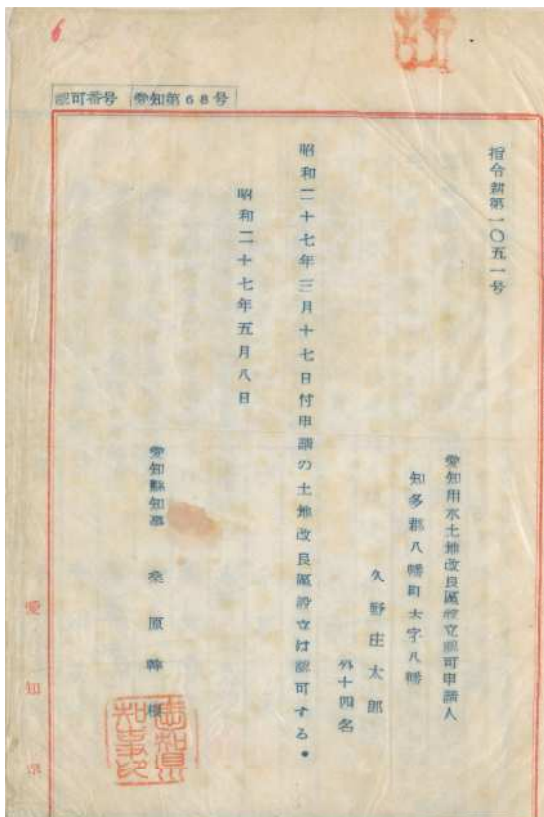 6
認可番号 愛知第68号
指令耕第一〇五一号
愛知用水土地改良區設立認可申請人
知多郡八幡町大字八幡
久野庄太郎
外十四名
昭和二十七年三月十七日付申請の土地改良區設立は認可する。
昭和二十七年五月八日
愛知縣知事 桑原幹根
愛知県知事印
愛知県